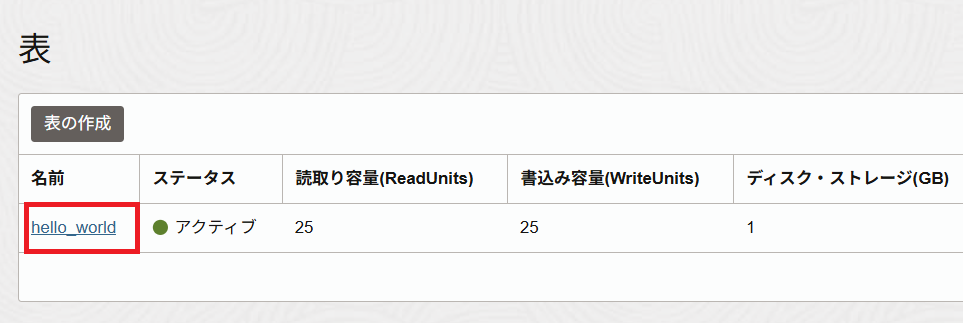 表
表の作成
名前 ステータス 読取り容量(ReadUnits) 書込み容量(WriteUnits) ディスク・ストレージ(GB)
hello_world アクティブ 25 25 1